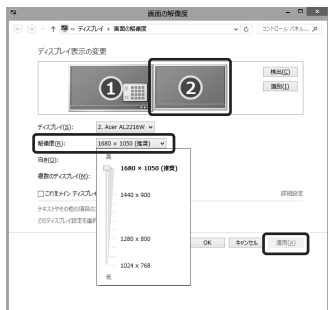 画面の解像度
« ディスプレイ › 画面の解像度
コントロール パネル...
ディスプレイ表示の変更
1
2
検出(C)
識別(I)
ディスプレイ(S):
2. Acer AL2216W
解像度(R):
1680 × 1050 (推奨)
向き(O):
高
1680 × 1050 (推奨)
複数のディスプレイ(M):
1440 x 900
□これをメイン ディスプレイ
詳細設定
テキストやその他の項目の
どのディスプレイ設定を選択
1280 x 800
1024 x 768
低
OK
キャンセル
適用(A)